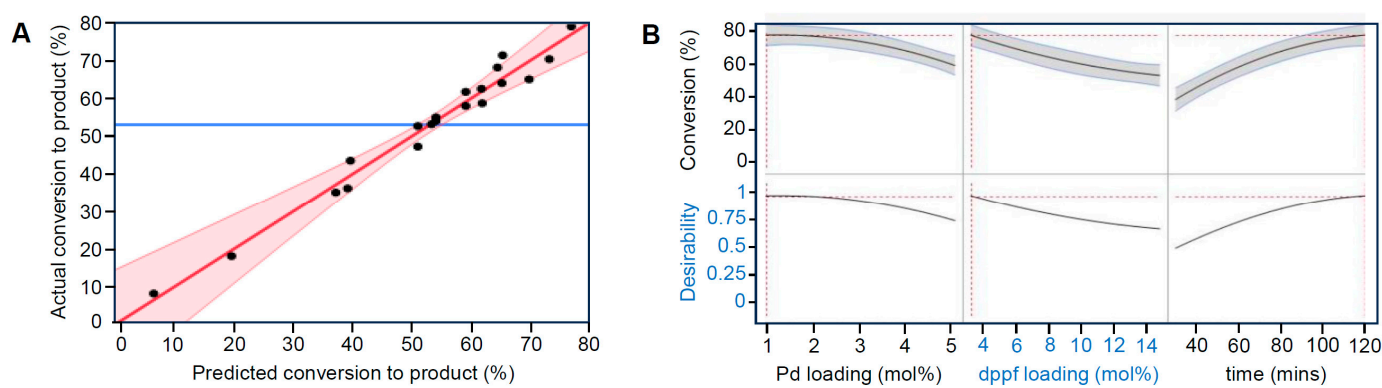 A
Actual conversion to product (%)
80
70
60
50
40
30
20
10
0
0 10 20 30 40 50 60 70 80
Predicted conversion to product (%)
B
Conversion (%)
80
60
40
20
0
Desirability
1
0.75
0.5
0.25
0
1 2 3 4 5 4 6 8 10 12 14 40 60 80 100 120
Pd loading (mol%) dppf loading (mol%) time (mins)